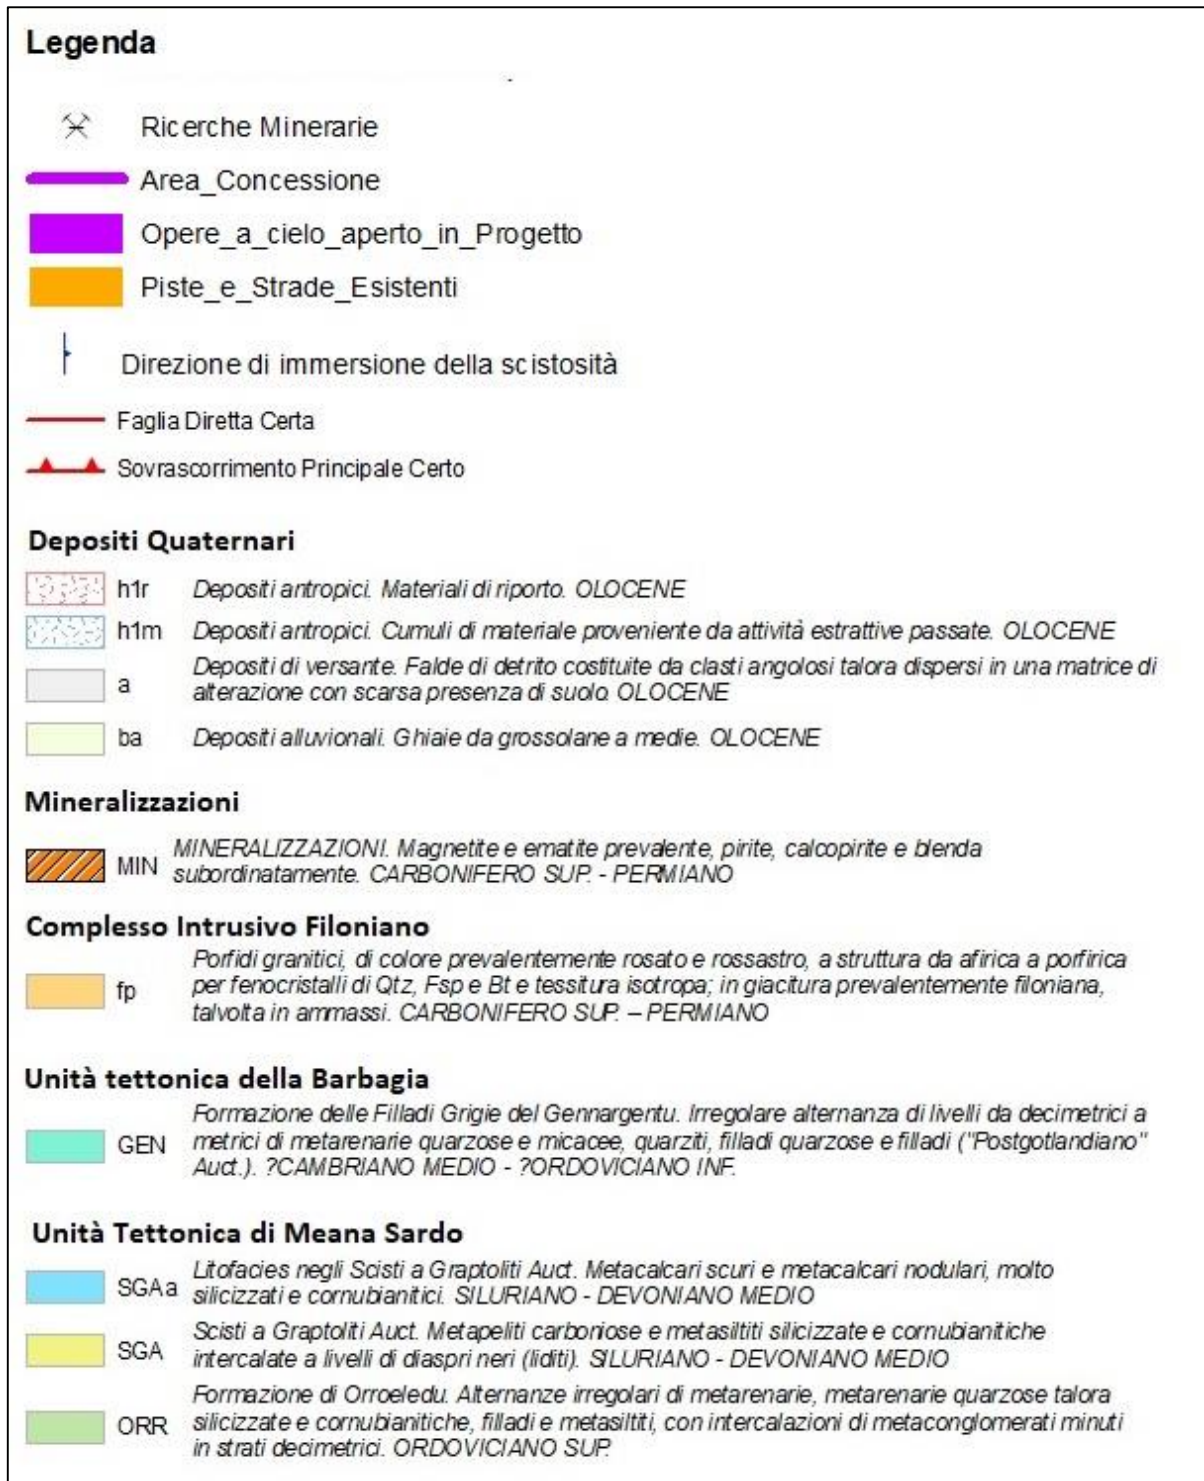 Legenda
Ricerche Minerarie
Area_Concessione
Opere_a_cielo_aperto_in_Progetto
Piste_e_Strade_Esistenti
Direzione di immersione della scistosità
Faglia Diretta Certa
Sovrascorrimento Principale Certo
Depositi Quaternari
h1r Depositi antropici. Materiali di riporto. OLOCENE
h1m Depositi antropici. Cumuli di materiale proveniente da attività estrattive passate. OLOCENE
a Depositi di versante. Falde di detrito costituite da clasti angolosi talora dispersi in una matrice di
alterazione con scarsa presenza di suolo. OLOCENE
ba Depositi alluvionali. Ghiaie da grossolane a medie. OLOCENE
Mineralizzazioni
MIN MINERALIZZAZIONI. Magnetite e ematite prevalente, pirite, calcopirite e blenda
subordinatamente. CARBONIFERO SUP. - PERMIANO
Complesso Intrusivo Filoniano
fp Porfidi granitici, di colore prevalentemente rosato e rossastro, a struttura da afirica a porfirica
per fenocristalli di Qtz, Fsp e Bt e tessitura isotropa; in giacitura prevalentemente filoniana,
talvolta in ammassi. CARBONIFERO SUP. – PERMIANO
Unità tettonica della Barbagia
GEN Formazione delle Filladi Grigie del Gennargentu. Irregolare alternanza di livelli da decimetrici a
metrici di metarenarie quarzose e micacee, quarziti, filladi quarzose e filladi ("Postgotlandiano"
Auct.). ?CAMBRIANO MEDIO - ?ORDOVICIANO INF.
Unità Tettonica di Meana Sardo
SGAa Litofacies negli Scisti a Graptoliti Auct. Metacalcari scuri e metacalcari nodulari, molto
silicizzati e cornubianitici. SILURIANO - DEVONIANO MEDIO
SGA Scisti a Graptoliti Auct. Metapeliti carboniose e metasiltiti silicizzate e cornubianitiche
intercalate a livelli di diaspri neri (liditi). SILURIANO - DEVONIANO MEDIO
ORR Formazione di Orroeledu. Alternanze irregolari di metarenarie, metarenarie quarzose talora
silicizzate e cornubianitiche, filladi e metasiltiti, con intercalazioni di metaconglomerati minuti
in strati decimetrici. ORDOVICIANO SUP.